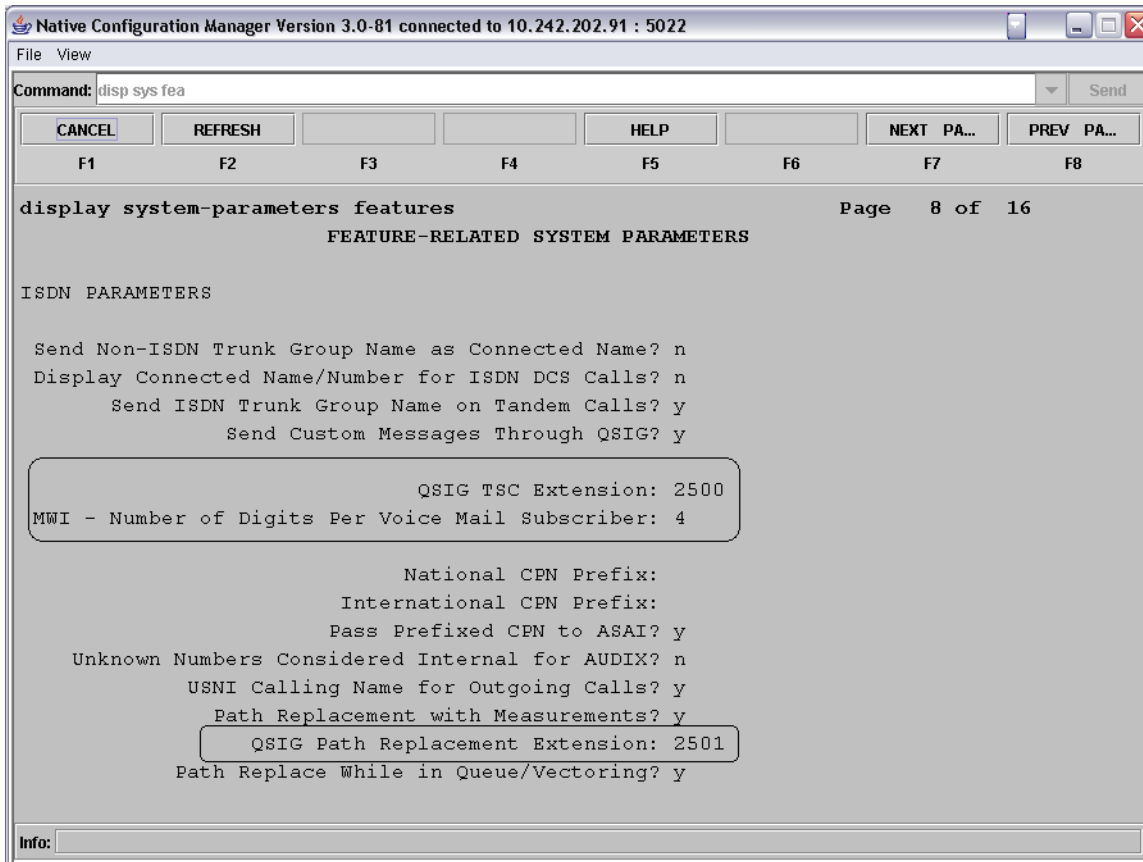 Native Configuration Manager Version 3.0-81 connected to 10.242.202.91 : 5022
File View
Command: disp sys fea Send
CANCEL REFRESH HELP NEXT PA... PREV PA...
F1 F2 F3 F4 F5 F6 F7 F8
display system-parameters features Page 8 of 16
FEATURE-RELATED SYSTEM PARAMETERS
ISDN PARAMETERS
Send Non-ISDN Trunk Group Name as Connected Name? n
Display Connected Name/Number for ISDN DCS Calls? n
Send ISDN Trunk Group Name on Tandem Calls? y
Send Custom Messages Through QSIG? y
QSIG TSC Extension: 2500
MWI - Number of Digits Per Voice Mail Subscriber: 4
National CPN Prefix:
International CPN Prefix:
Pass Prefixed CPN to ASAI? y
Unknown Numbers Considered Internal for AUDIX? n
USNI Calling Name for Outgoing Calls? y
Path Replacement with Measurements? y
QSIG Path Replacement Extension: 2501
Path Replace While in Queue/Vectoring? y
Info: